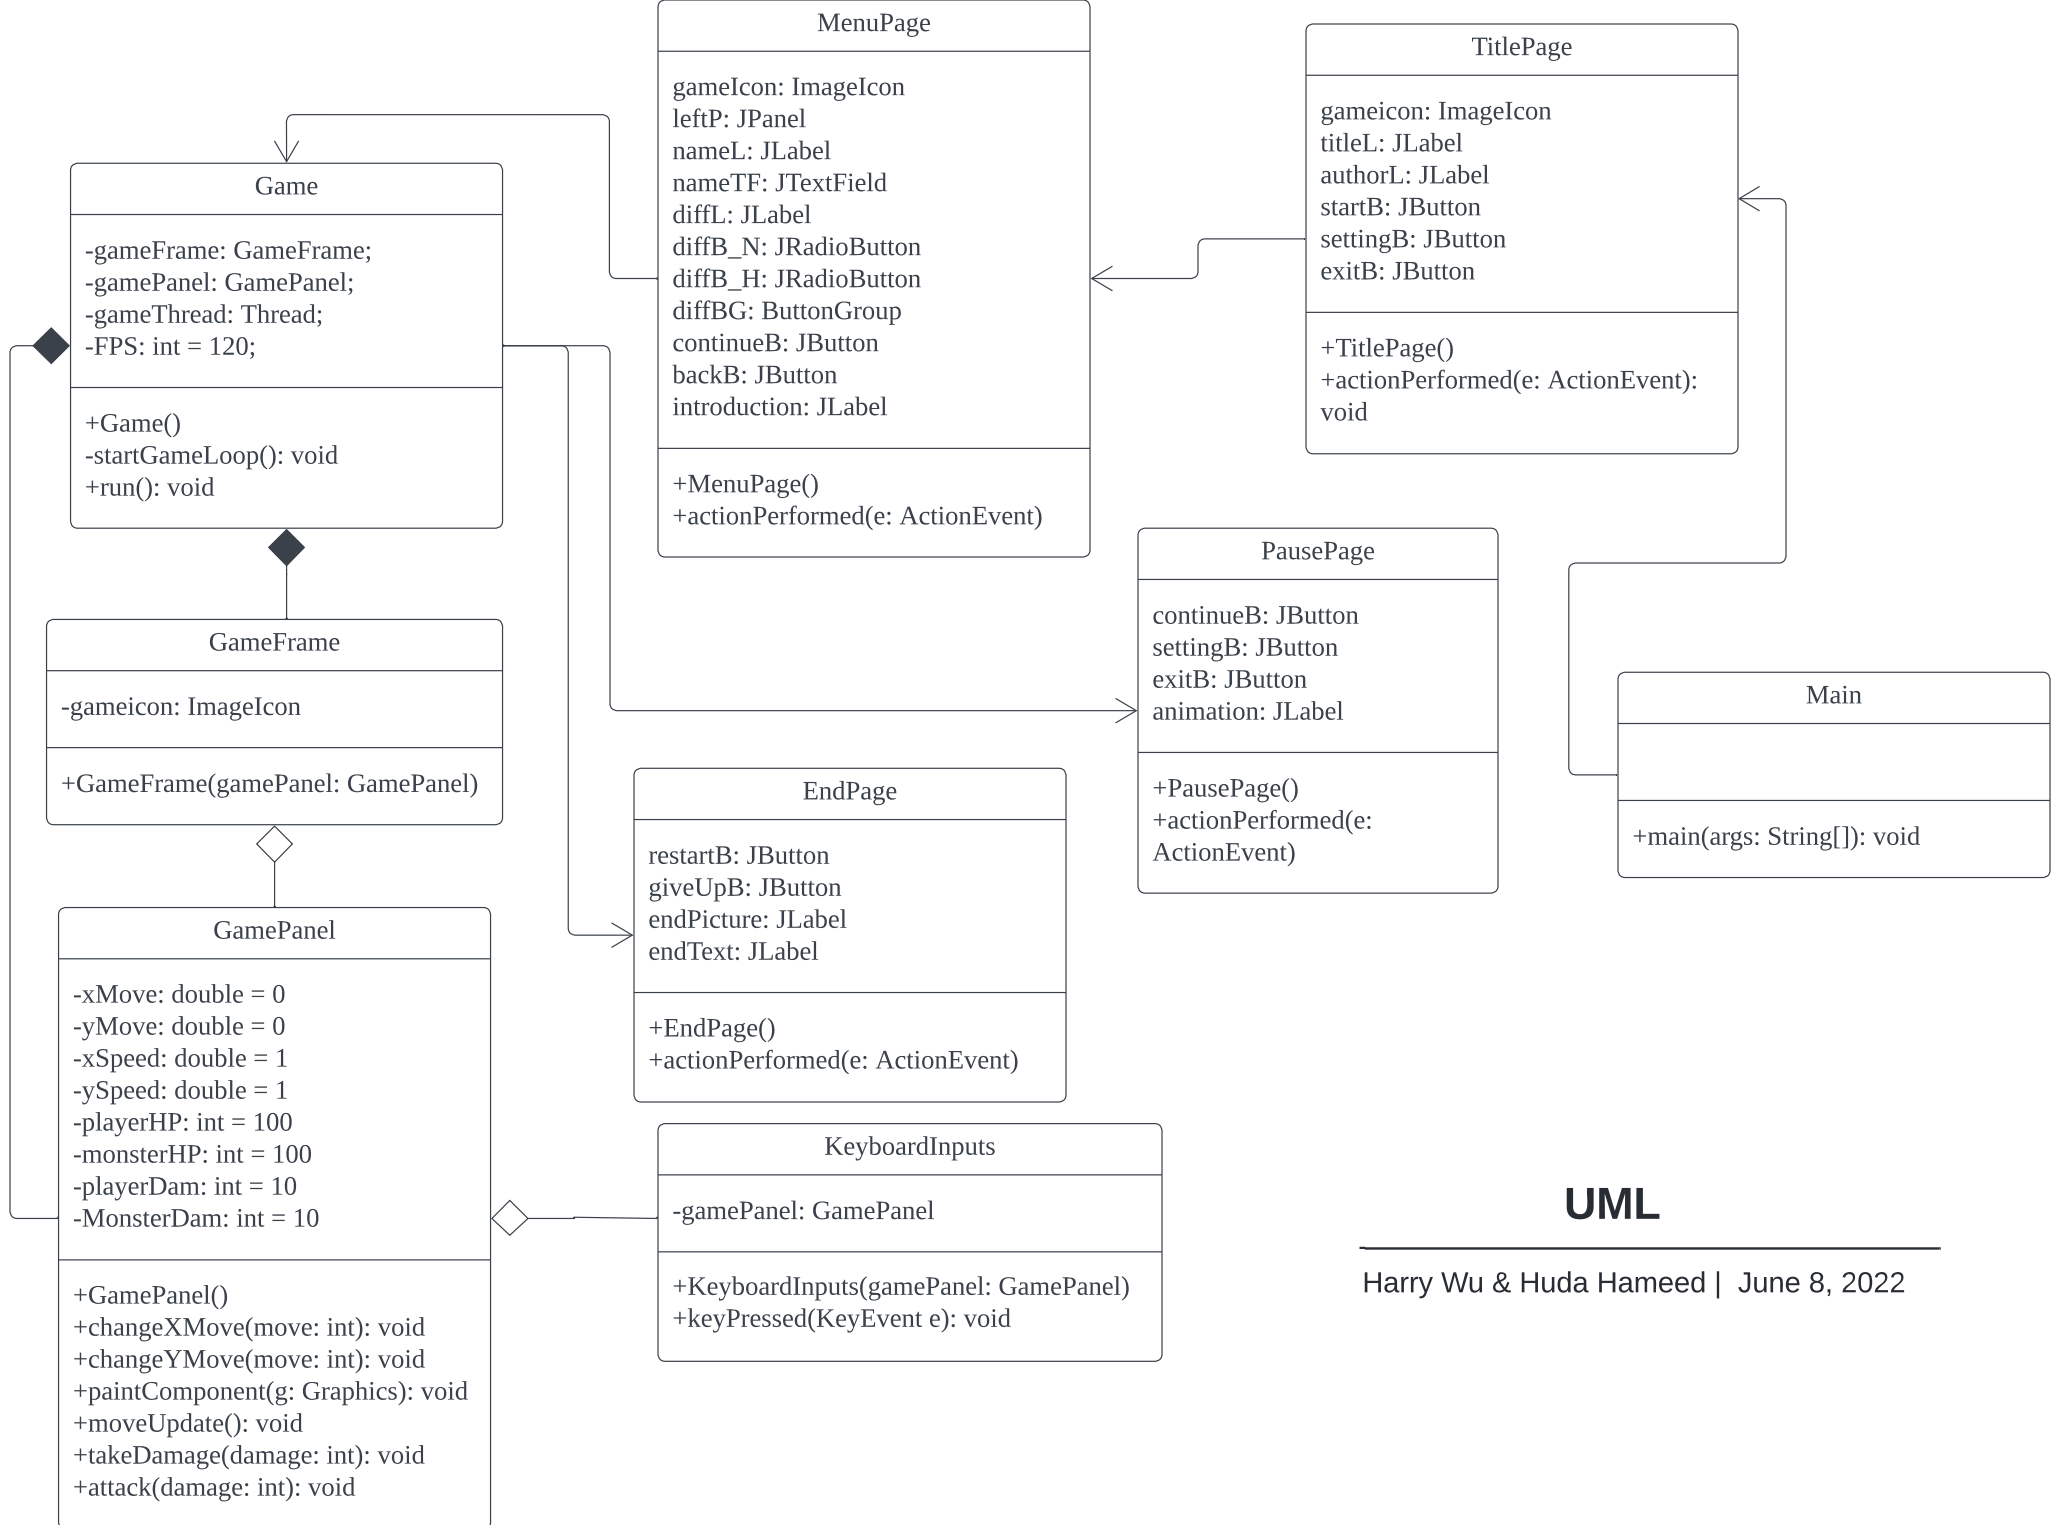 MenuPage
gameIcon: ImageIcon
leftP: JPanel
nameL: JLabel
nameTF: JTextField
diffL: JLabel
diffB_N: JRadioButton
diffB_H: JRadioButton
diffBG: ButtonGroup
continueB: JButton
backB: JButton
introduction: JLabel
+MenuPage()
+actionPerformed(e: ActionEvent)
TitlePage
gameicon: ImageIcon
titleL: JLabel
authorL: JLabel
startB: JButton
settingB: JButton
exitB: JButton
+TitlePage()
+actionPerformed(e: ActionEvent):
void
Game
-gameFrame: GameFrame;
-gamePanel: GamePanel;
-gameThread: Thread;
-FPS: int = 120;
+Game()
-startGameLoop(): void
+run(): void
PausePage
continueB: JButton
settingB: JButton
exitB: JButton
animation: JLabel
+PausePage()
+actionPerformed(e:
ActionEvent)
GameFrame
-gameicon: ImageIcon
+GameFrame(gamePanel: GamePanel)
Main
+main(args: String[]): void
EndPage
restartB: JButton
giveUpB: JButton
endPicture: JLabel
endText: JLabel
+EndPage()
+actionPerformed(e: ActionEvent)
GamePanel
-xMove: double = 0
-yMove: double = 0
-xSpeed: double = 1
-ySpeed: double = 1
-playerHP: int = 100
-monsterHP: int = 100
-playerDam: int = 10
-MonsterDam: int = 10
+GamePanel()
+changeXMove(move: int): void
+changeYMove(move: int): void
+paintComponent(g: Graphics): void
+moveUpdate(): void
+takeDamage(damage: int): void
+attack(damage: int): void
KeyboardInputs
-gamePanel: GamePanel
+KeyboardInputs(gamePanel: GamePanel)
+keyPressed(KeyEvent e): void
UML
Harry Wu & Huda Hameed | June 8, 2022